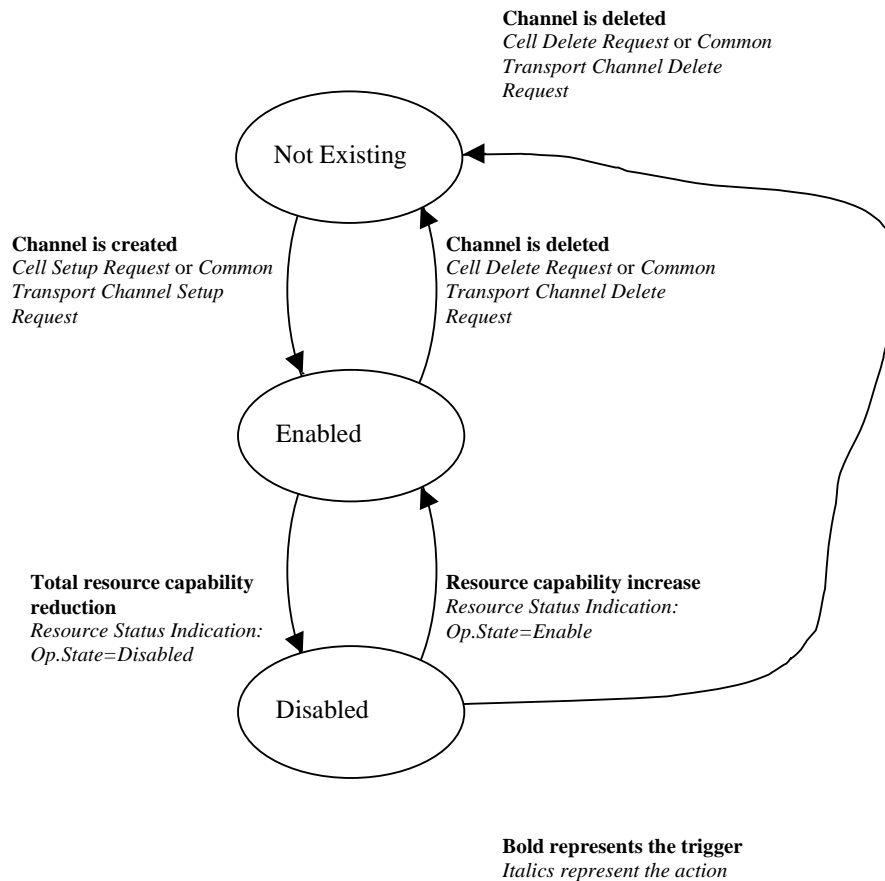 Channel is deleted
Cell Delete Request or Common
Transport Channel Delete
Request
Not Existing
Channel is created
Cell Setup Request or Common
Transport Channel Setup
Request
Channel is deleted
Cell Delete Request or Common
Transport Channel Delete
Request
Enabled
Total resource capability
reduction
Resource Status Indication:
Op.State=Disabled
Resource capability increase
Resource Status Indication:
Op.State=Enable
Disabled
Bold represents the trigger
Italics represent the action